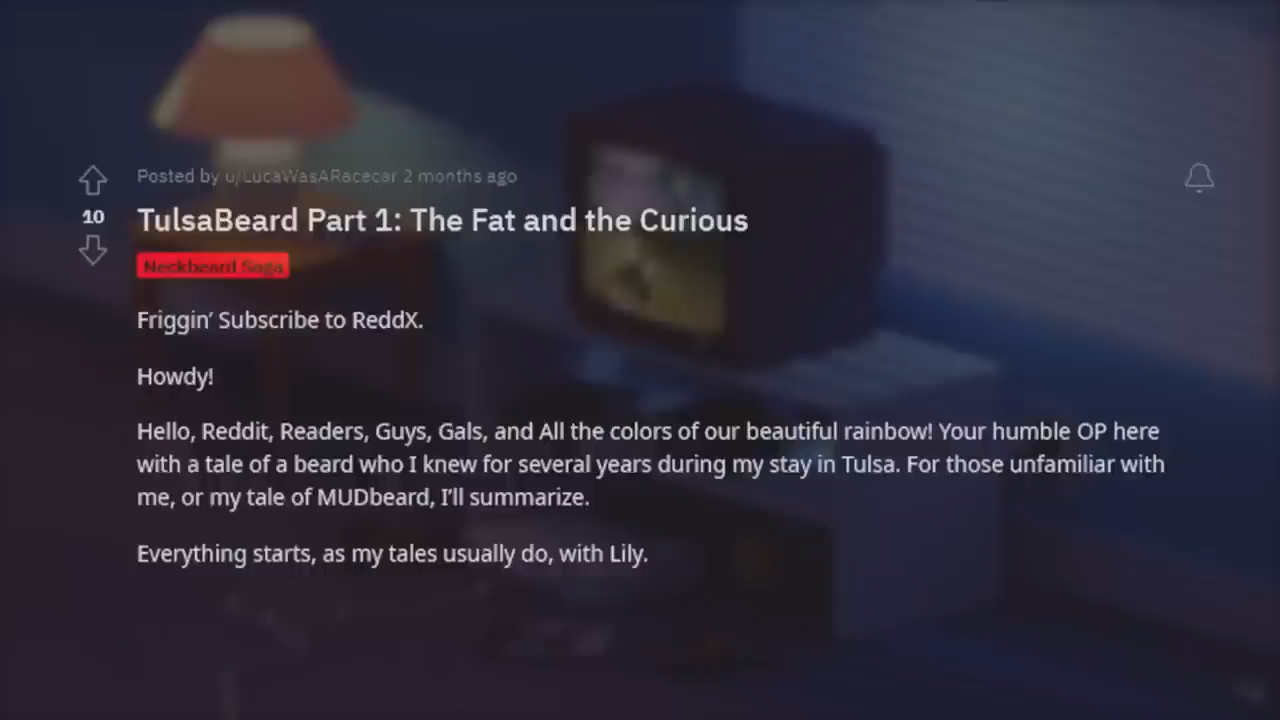 Posted by u/LucaWasARacecar 2 months ago
10
TulsaBeard Part 1: The Fat and the Curious
Neckbeard Saga
Friggin' Subscribe to ReddX.
Howdy!
Hello, Reddit, Readers, Guys, Gals, and All the colors of our beautiful rainbow! Your humble OP here
with a tale of a beard who I knew for several years during my stay in Tulsa. For those unfamiliar with
me, or my tale of MUDbeard, I'll summarize.
Everything starts, as my tales usually do, with Lily.